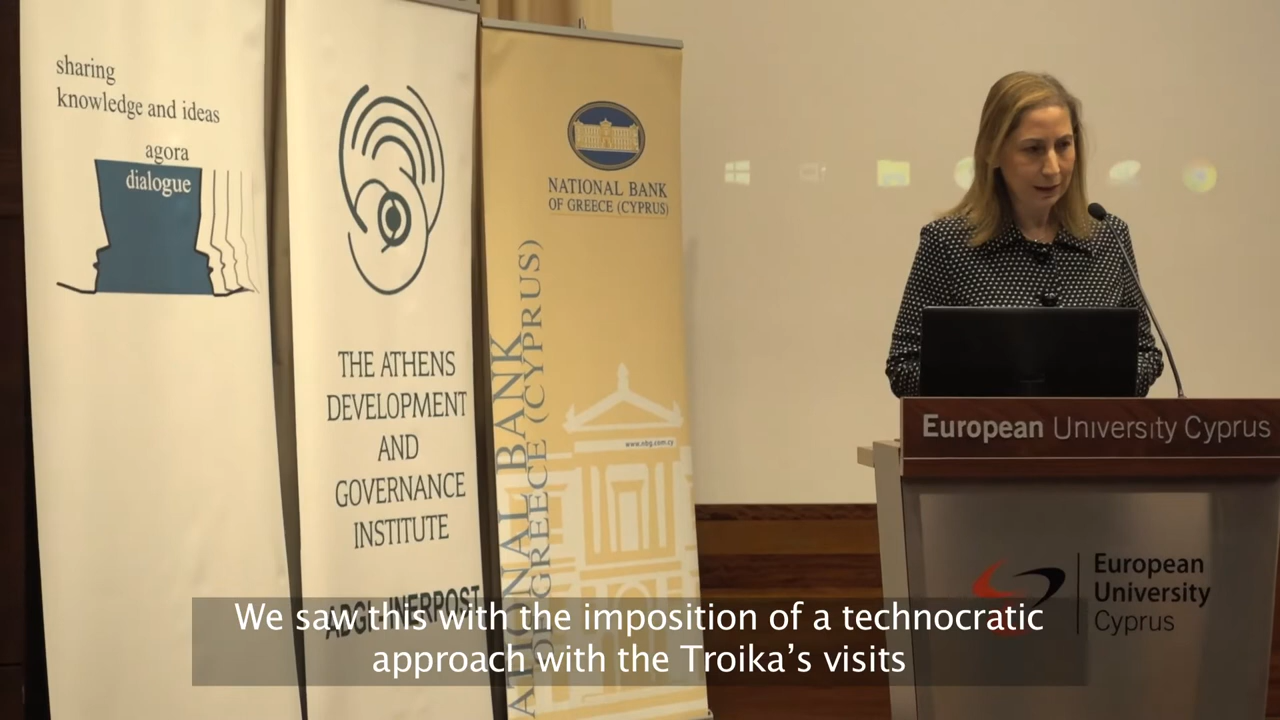 sharing
knowledge and ideas
agora
dialogue
THE ATHENS
DEVELOPMENT
AND
GOVERNANCE
INSTITUTE
ADGI-INERPOST
NATIONAL BANK
OF GREECE (CYPRUS)
www.nbg.com.cy
NATIONAL BANK
OF GREECE (CYPRUS)
European University Cyprus
European
University
Cyprus
We saw this with the imposition of a technocratic
approach with the Troika’s visits